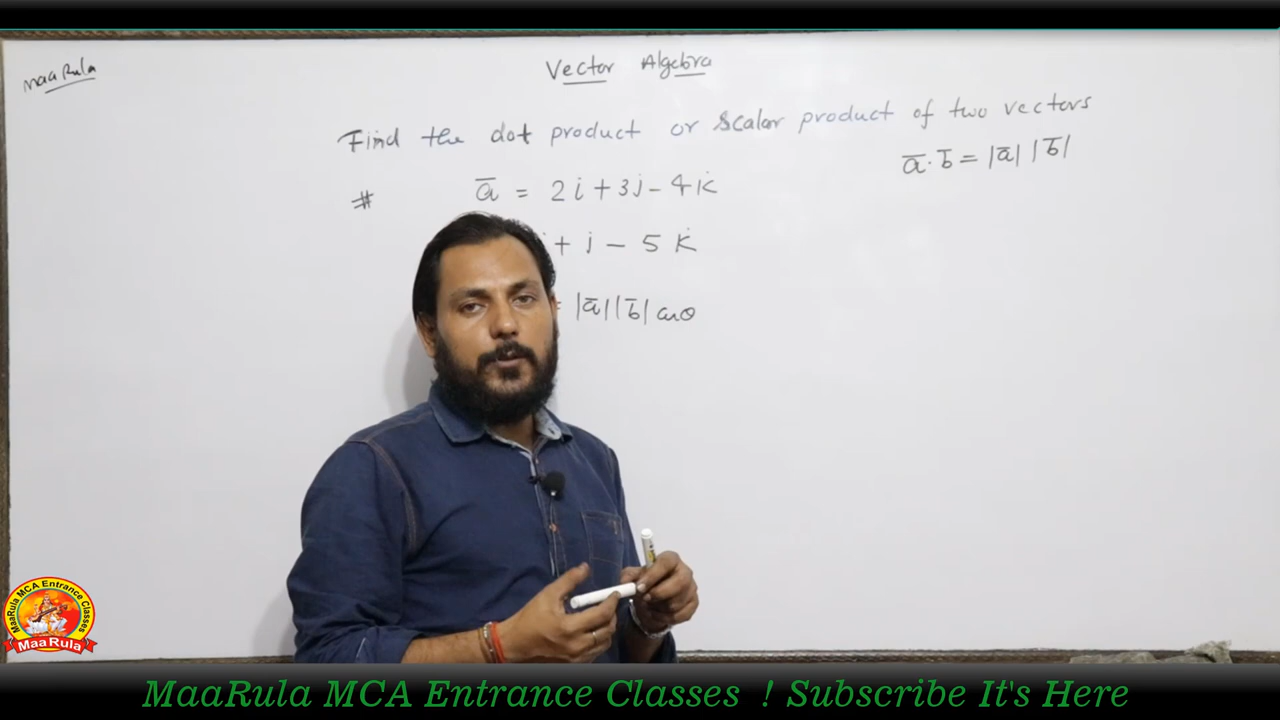 MaaRula
Vector Algebra
Find the dot product or Scalar product of two vectors
a̅·b̅ = |a̅| |b̅|
# a̅ = 2i + 3j - 4k
+ j - 5k
= |a̅| |b̅| cosθ
MaaRula MCA Entrance Classes
MaaRula
MaaRula MCA Entrance Classes ! Subscribe It's Here